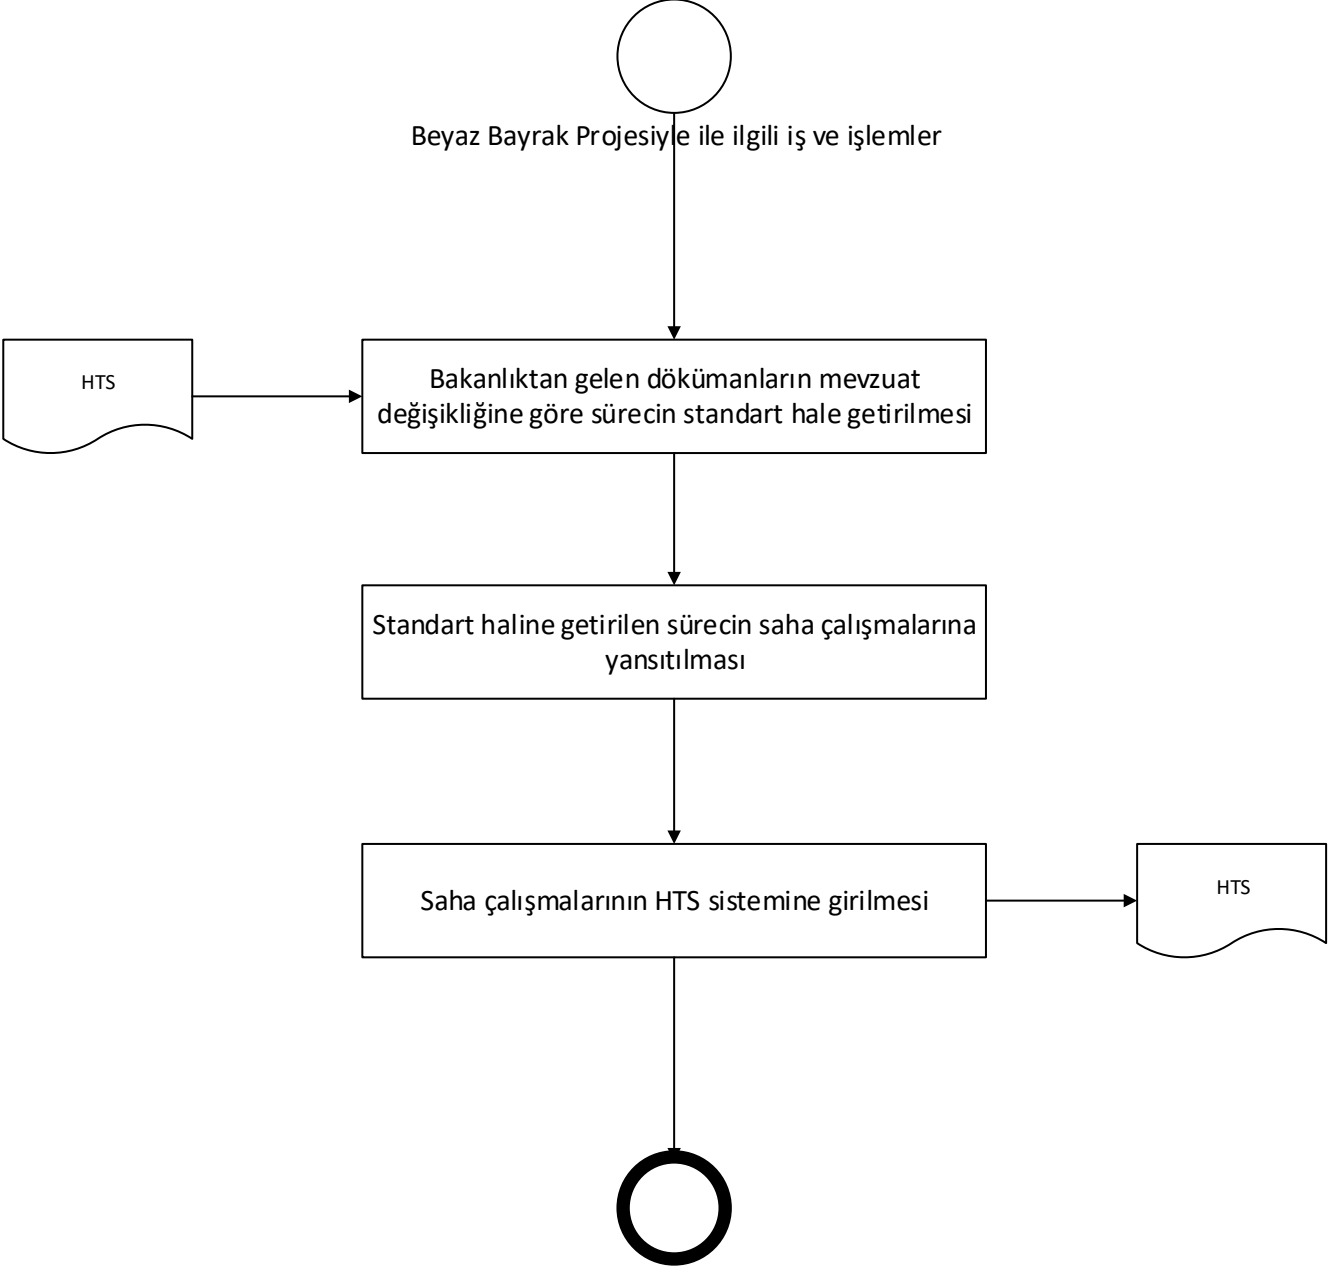 Beyaz Bayrak Projesiyle ile ilgili iş ve işlemler
HTS
Bakanlıktan gelen dökümanların mevzuat
değişikliğine göre sürecin standart hale getirilmesi
Standart haline getirilen sürecin saha çalışmalarına
yansıtılması
Saha çalışmalarının HTS sistemine girilmesi
HTS